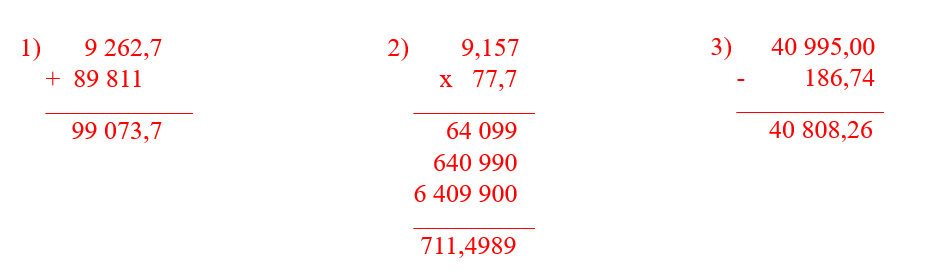 1) 9 262,7
+ 89 811
99 073,7
2) 9,157
x 77,7
64 099
640 990
6 409 900
711,4989
3) 40 995,00
- 186,74
40 808,26